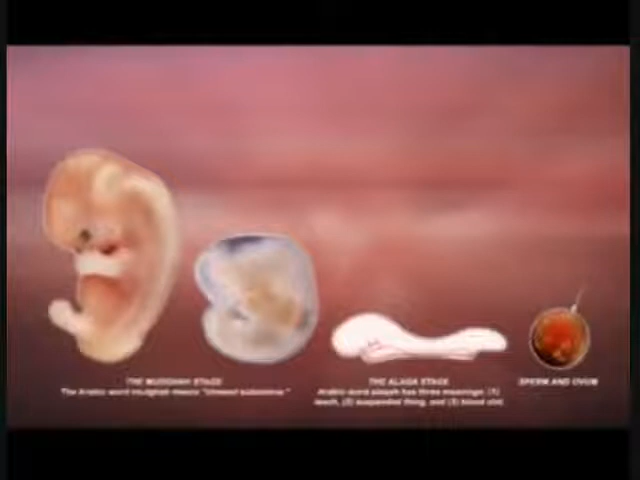 THE MUDGHAH STAGE
The Arabic word mudghah means "chewed substance."
THE ALAQA STAGE
Arabic word alaqah has three meanings: (1)
leech, (2) suspended thing, and (3) blood clot.
SPERM AND OVUM